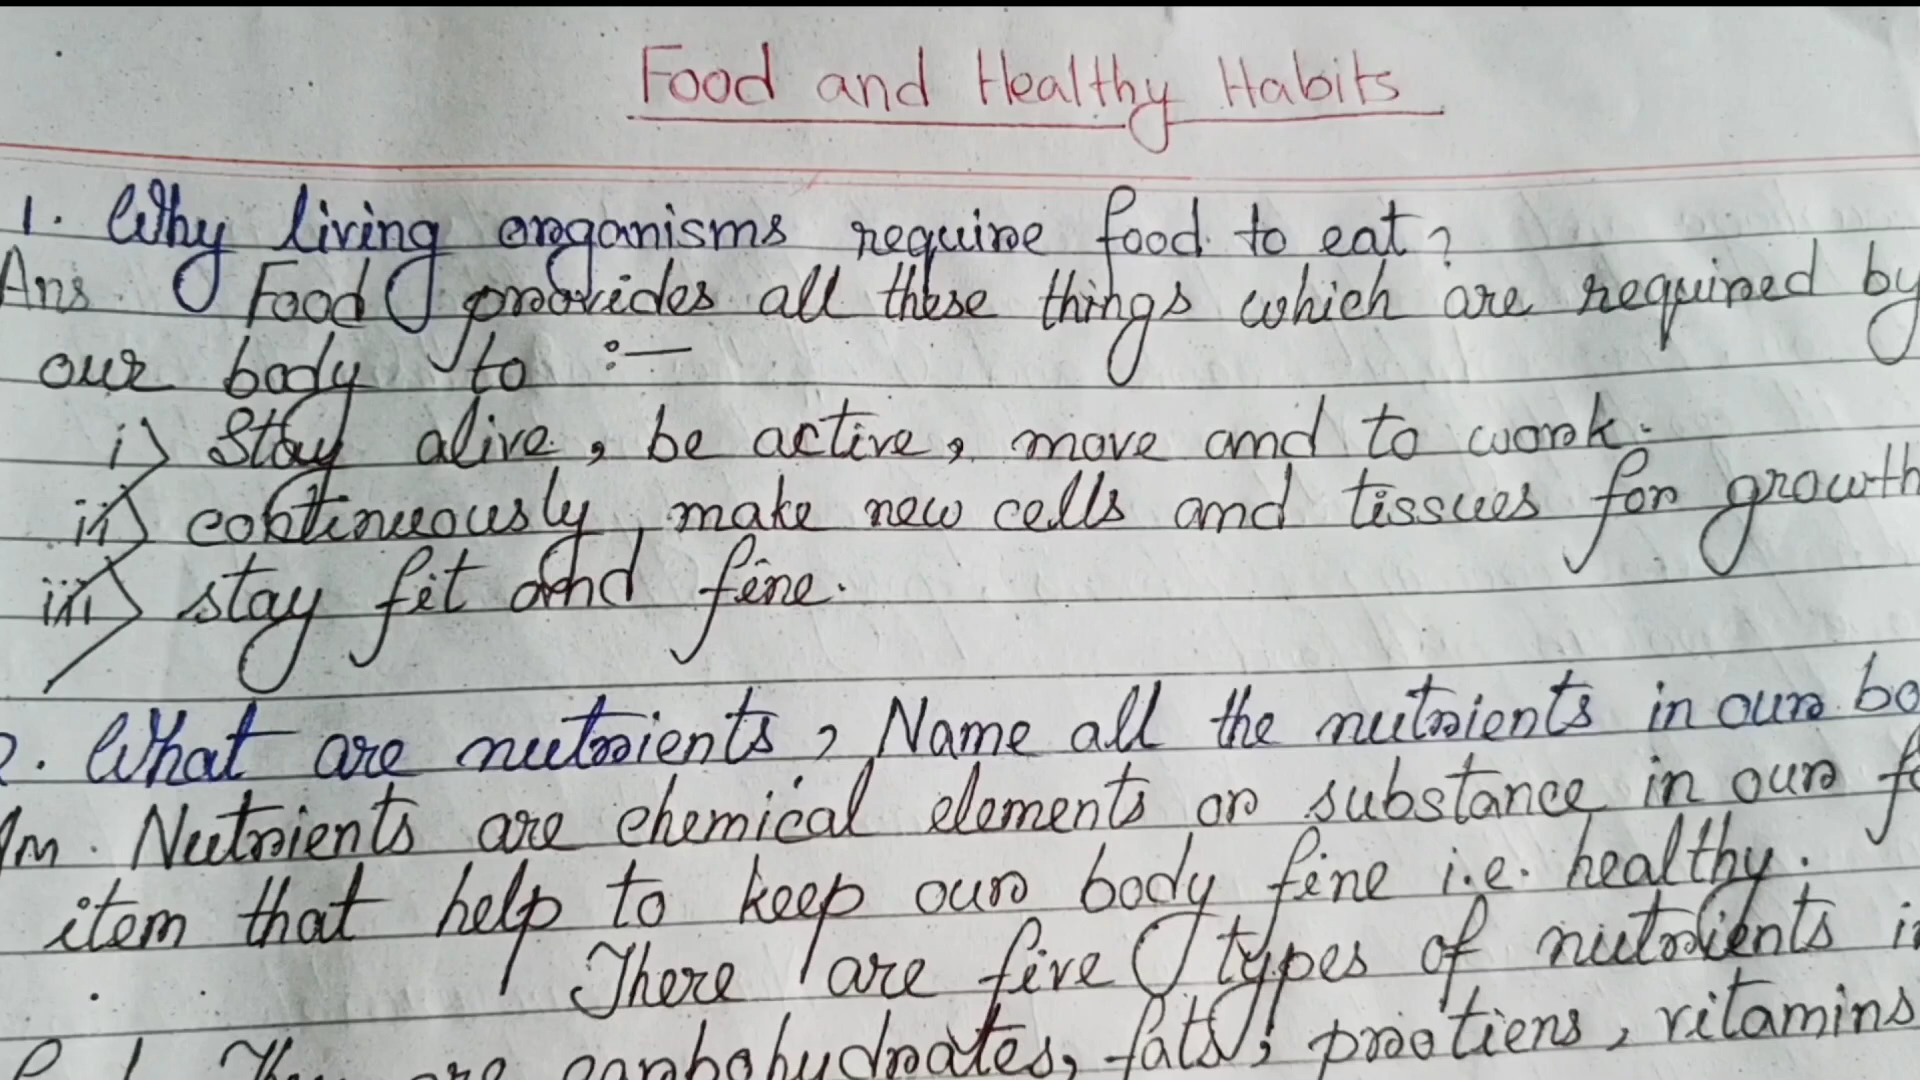 Food and Healthy Habits
1. Why living organisms require food to eat?
Ans. Food provides all these things which are required by
our body to :—
i) Stay alive, be active, move and to work.
ii) continuously, make new cells and tissues for growth
iii) stay fit and fine.
2. What are nutrients, Name all the nutrients in our
Nutrients are chemical elements or substance in our
item that help to keep our body fine i.e. healthy.
There are five types of nutrients
They are carbohydrates, fats, protiens, vitamins